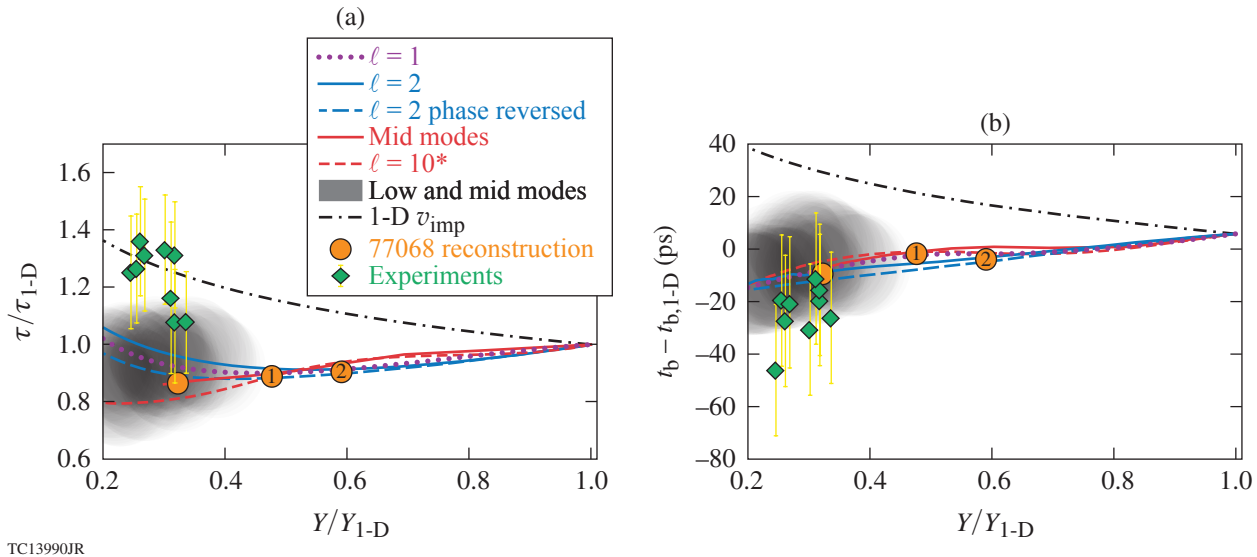 (a)
ℓ = 1
ℓ = 2
ℓ = 2 phase reversed
Mid modes
ℓ = 10*
Low and mid modes
1-D v_imp
77068 reconstruction
Experiments
τ/τ_1-D
1.6
1.4
1.2
1.0
0.8
0.6
1
2
0.2 0.4 0.6 0.8 1.0
Y/Y_1-D
(b)
t_b − t_b,1-D (ps)
40
20
0
−20
−40
−60
−80
1
2
0.2 0.4 0.6 0.8 1.0
Y/Y_1-D
TC13990JR